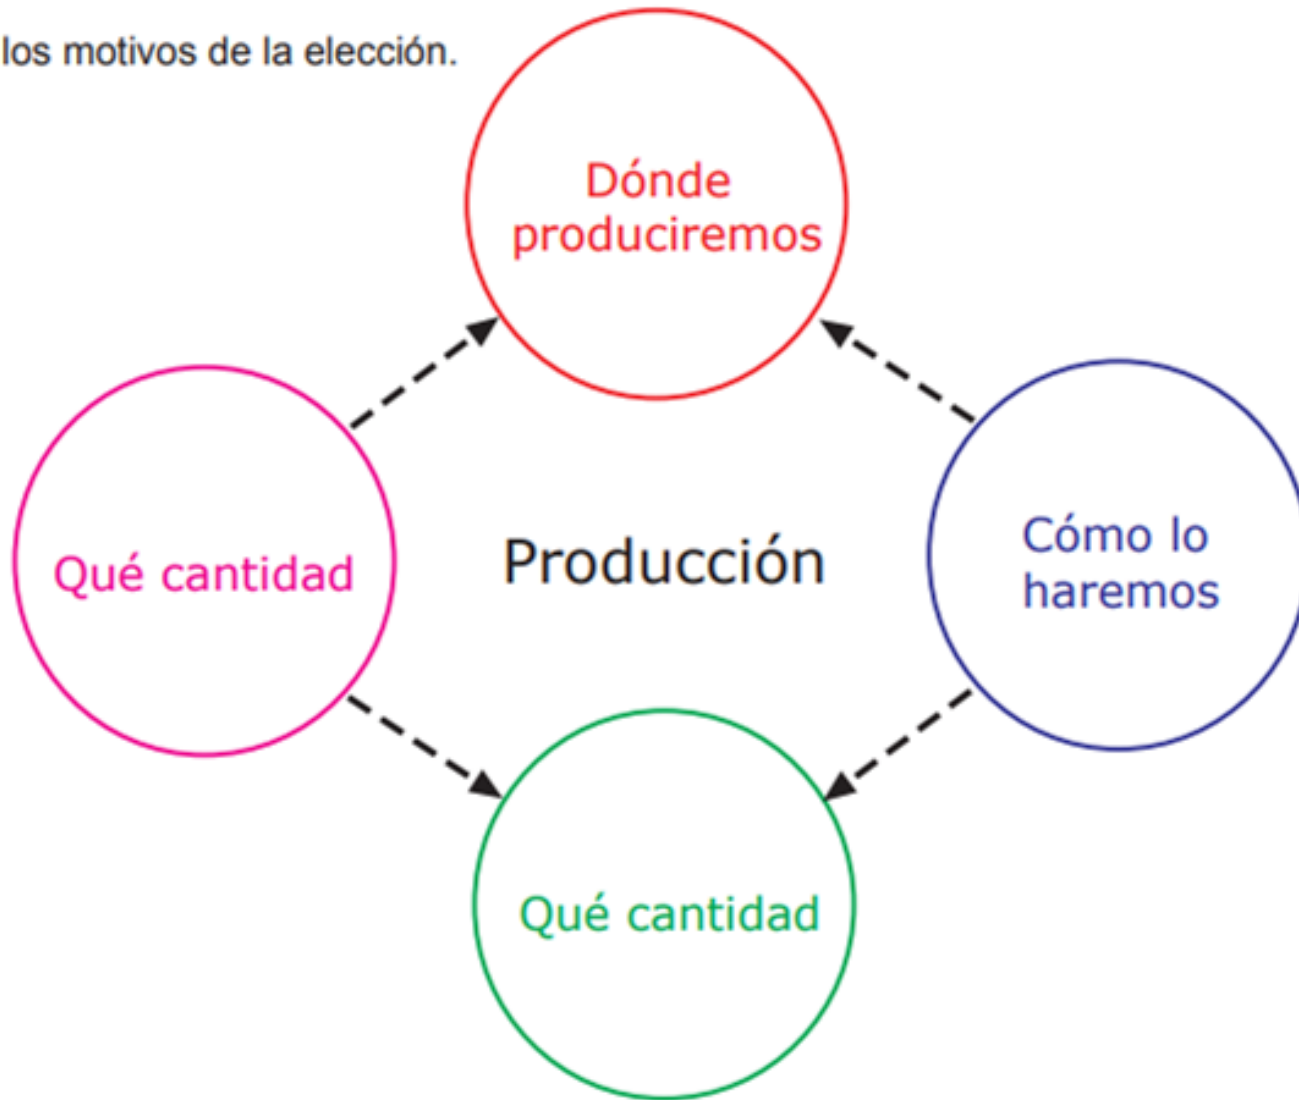 los motivos de la elección.
Dónde
produciremos
Qué cantidad
Producción
Cómo lo
haremos
Qué cantidad